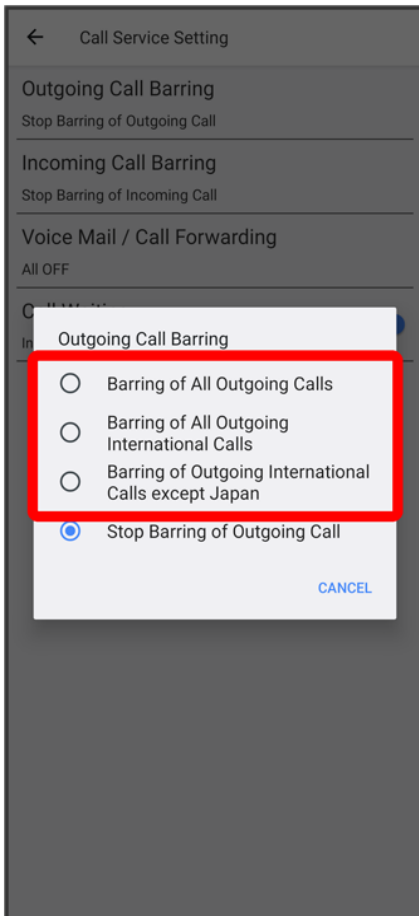 Call Service Setting
Outgoing Call Barring
Stop Barring of Outgoing Call
Incoming Call Barring
Stop Barring of Incoming Call
Voice Mail / Call Forwarding
All OFF
Outgoing Call Barring
Barring of All Outgoing Calls
Barring of All Outgoing
International Calls
Barring of Outgoing International
Calls except Japan
Stop Barring of Outgoing Call
CANCEL